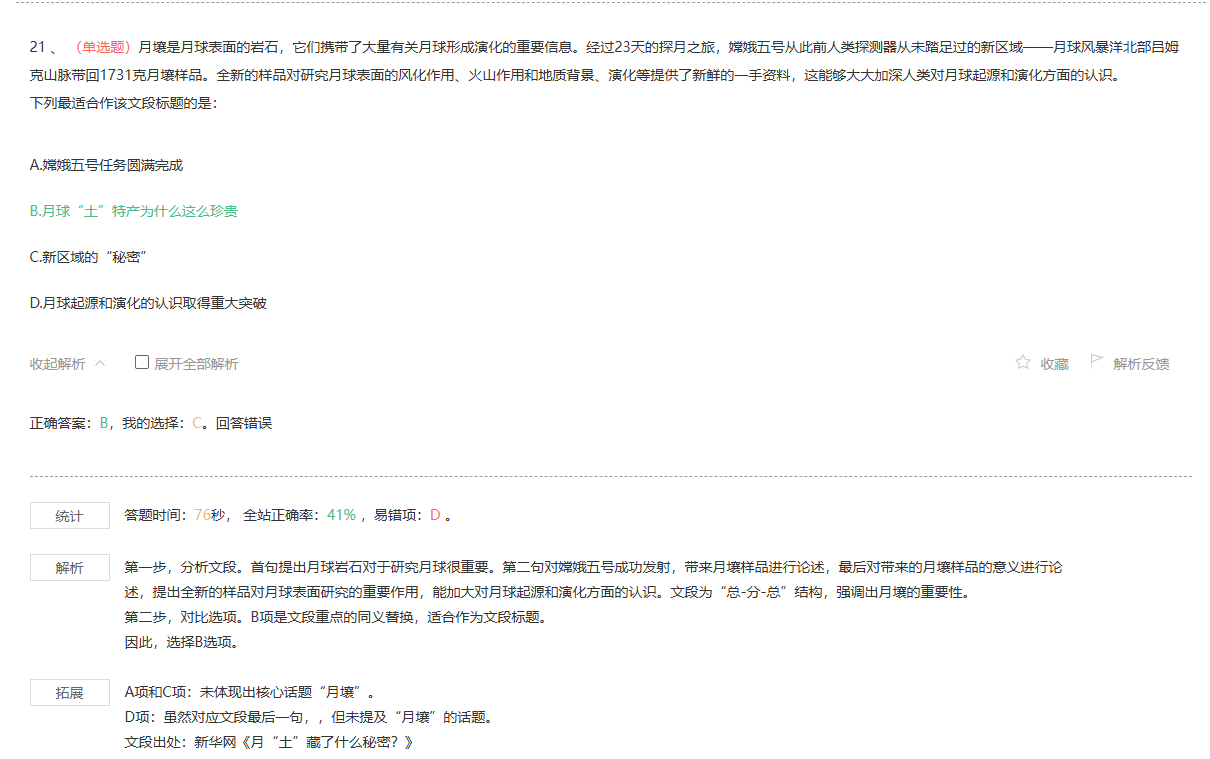 21 、 （单选题）月壤是月球表面的岩石，它们携带了大量有关月球形成演化的重要信息。经过23天的探月之旅，嫦娥五号从此前人类探测器从未踏足过的新区域——月球风暴洋北部吕姆
克山脉带回1731克月壤样品。全新的样品对研究月球表面的风化作用、火山作用和地质背景、演化等提供了新鲜的一手资料，这能够大大加深人类对月球起源和演化方面的认识。
下列最适合作该文段标题的是：
A.嫦娥五号任务圆满完成
B.月球“土”特产为什么这么珍贵
C.新区域的“秘密”
D.月球起源和演化的认识取得重大突破
收起解析 展开全部解析 收藏 解析反馈
正确答案：B，我的选择：C。回答错误
统计 答题时间：76秒， 全站正确率：41% ，易错项：D 。
解析 第一步，分析文段。首句提出月球岩石对于研究月球很重要。第二句对嫦娥五号成功发射，带来月壤样品进行论述，最后对带来的月壤样品的意义进行论
述，提出全新的样品对月球表面研究的重要作用，能加大对月球起源和演化方面的认识。文段为“总-分-总”结构，强调出月壤的重要性。
第二步，对比选项。B项是文段重点的同义替换，适合作为文段标题。
因此，选择B选项。
拓展 A项和C项：未体现出核心话题“月壤”。
D项：虽然对应文段最后一句，，但未提及“月壤”的话题。
文段出处：新华网《月“土”藏了什么秘密？》